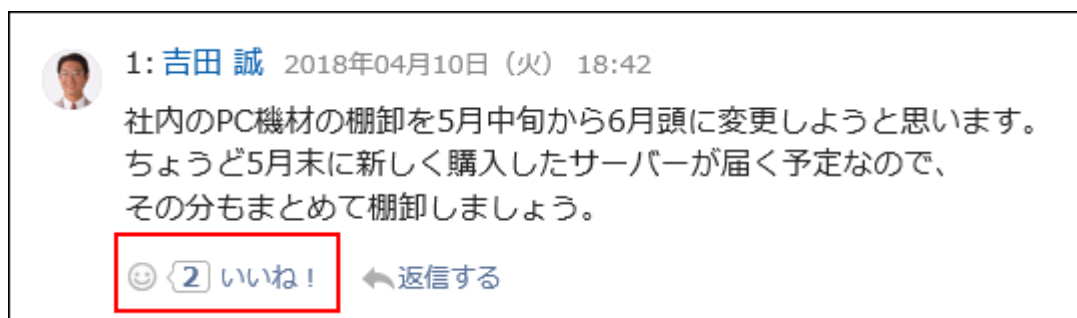 1: 吉田 誠 2018年04月10日（火） 18:42
社内のPC機材の棚卸を5月中旬から6月頭に変更しようと思います。
ちょうど5月末に新しく購入したサーバーが届く予定なので、
その分もまとめて棚卸しましょう。
2 いいね！ 返信する